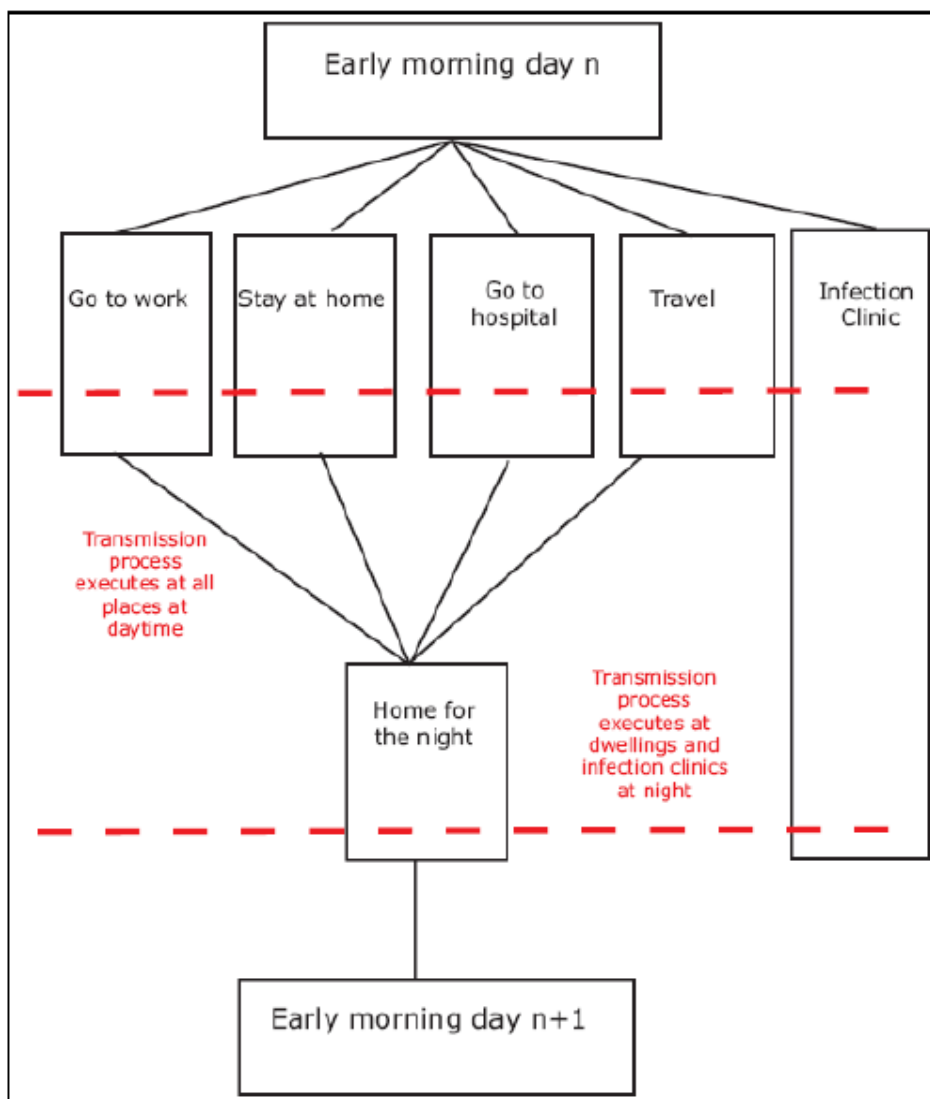 Early morning day n
Go to work
Stay at home
Go to
hospital
Travel
Infection
Clinic
Transmission
process
executes at all
places at
daytime
Home for
the night
Transmission
process
executes at
dwellings and
infection clinics
at night
Early morning day n+1